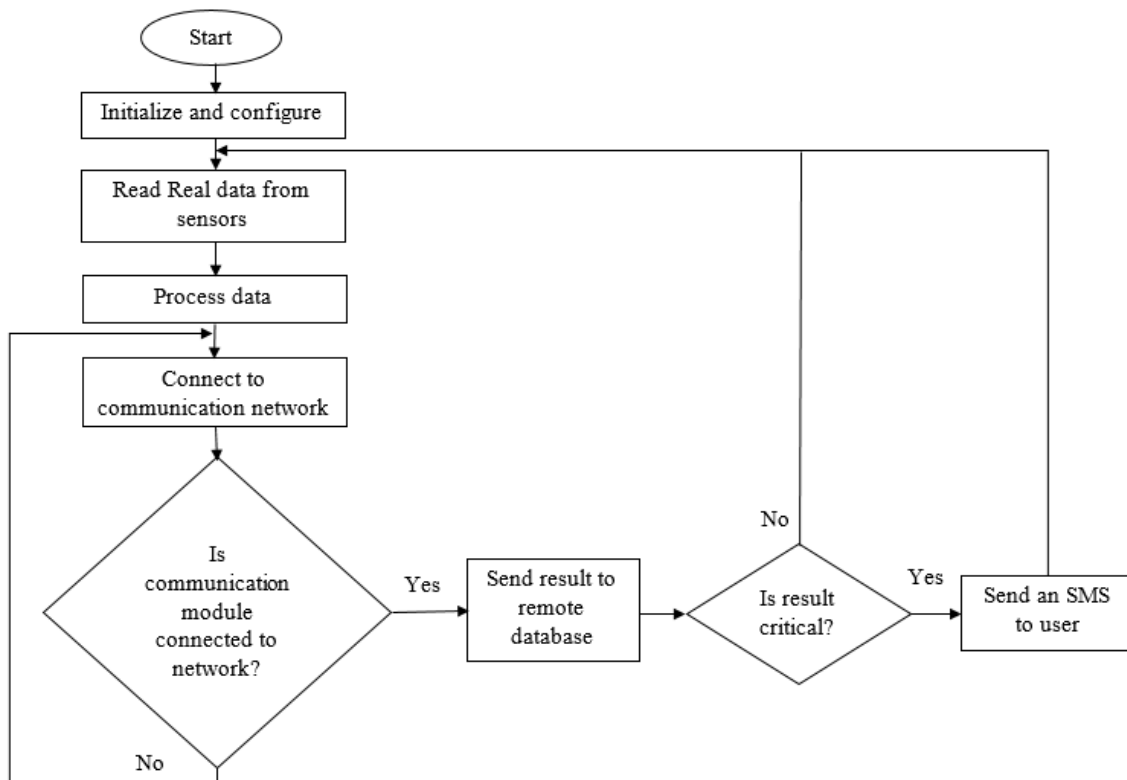 Start
Initialize and configure
Read Real data from
sensors
Process data
Connect to
communication network
Is
communication
module
connected to
network?
Yes
No
Send result to
remote
database
Is result
critical?
No
Yes
Send an SMS
to user